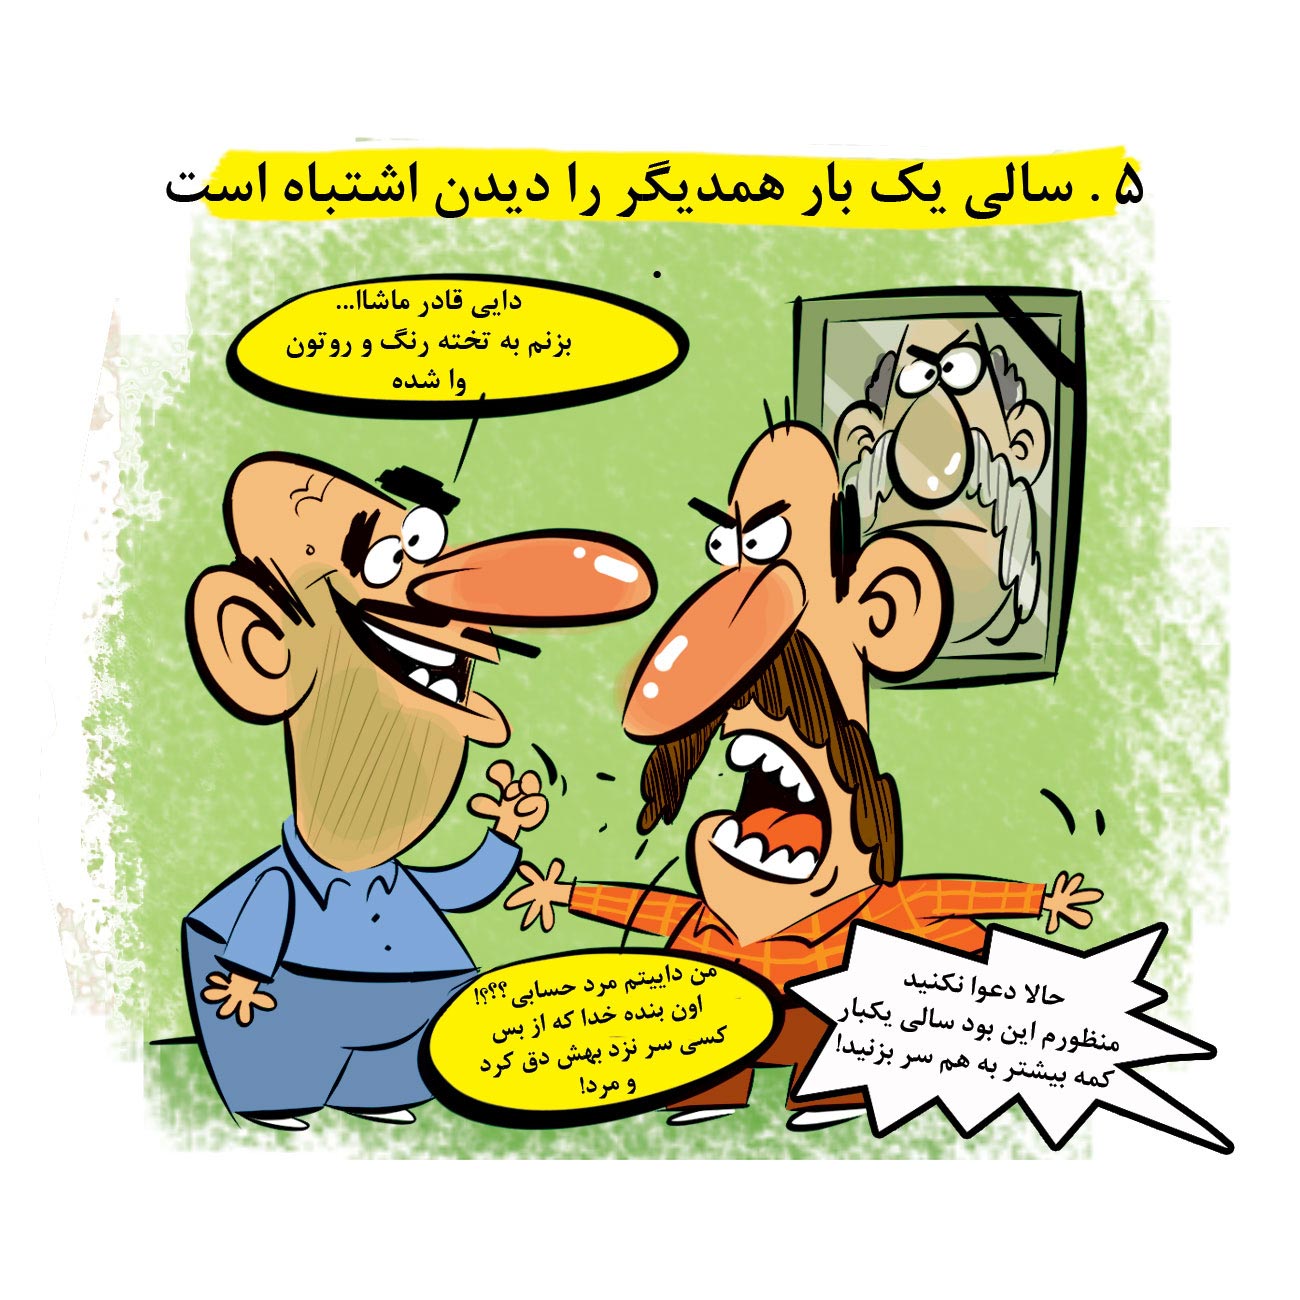 ۵ . سالی یک بار همدیگر را دیدن اشتباه است
دایی قادر ماشاا...
بزنم به تخته رنگ و روتون
وا شده
من داییتم مرد حسابی؟؟؟!
اون بنده خدا که از بس
کسی سر نزد بهش دق کرد
و مرد!
حالا دعوا نکنید
منظورم این بود سالی یکبار
کمه بیشتر به هم سر بزنید!